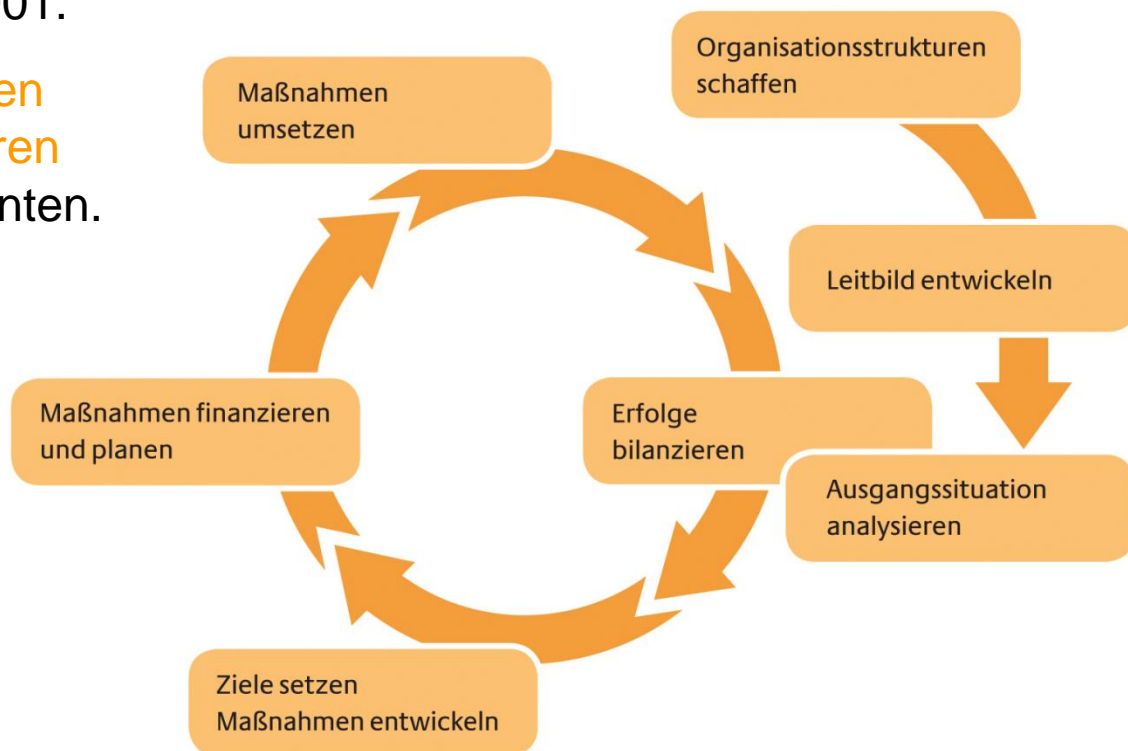 Organisationsstrukturen
schaffen
Maßnahmen
umsetzen
Leitbild entwickeln
Maßnahmen finanzieren
und planen
Erfolge
bilanzieren
Ausgangssituation
analysieren
Ziele setzen
Maßnahmen entwickeln